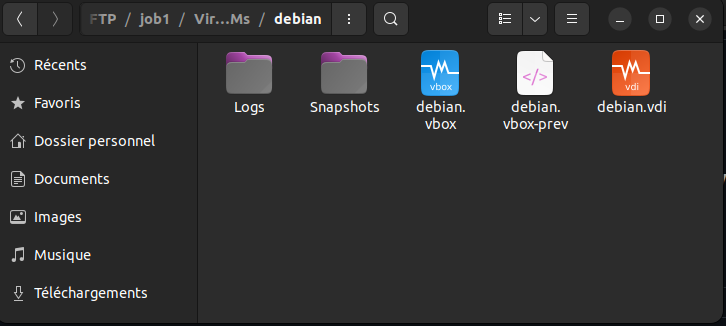 FTP / job1 / Vir…Ms / debian
Récents
Favoris
Dossier personnel
Documents
Images
Musique
Téléchargements
Logs
Snapshots
vbox
debian.
vbox
</>
debian.
vbox-prev
vdi
debian.vdi